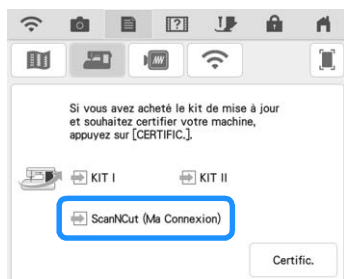 Si vous avez acheté le kit de mise à jour
et souhaitez certifier votre machine,
appuyez sur [CERTIFIC.].
KIT I KIT II
ScanNCut (Ma Connexion)
Certific.